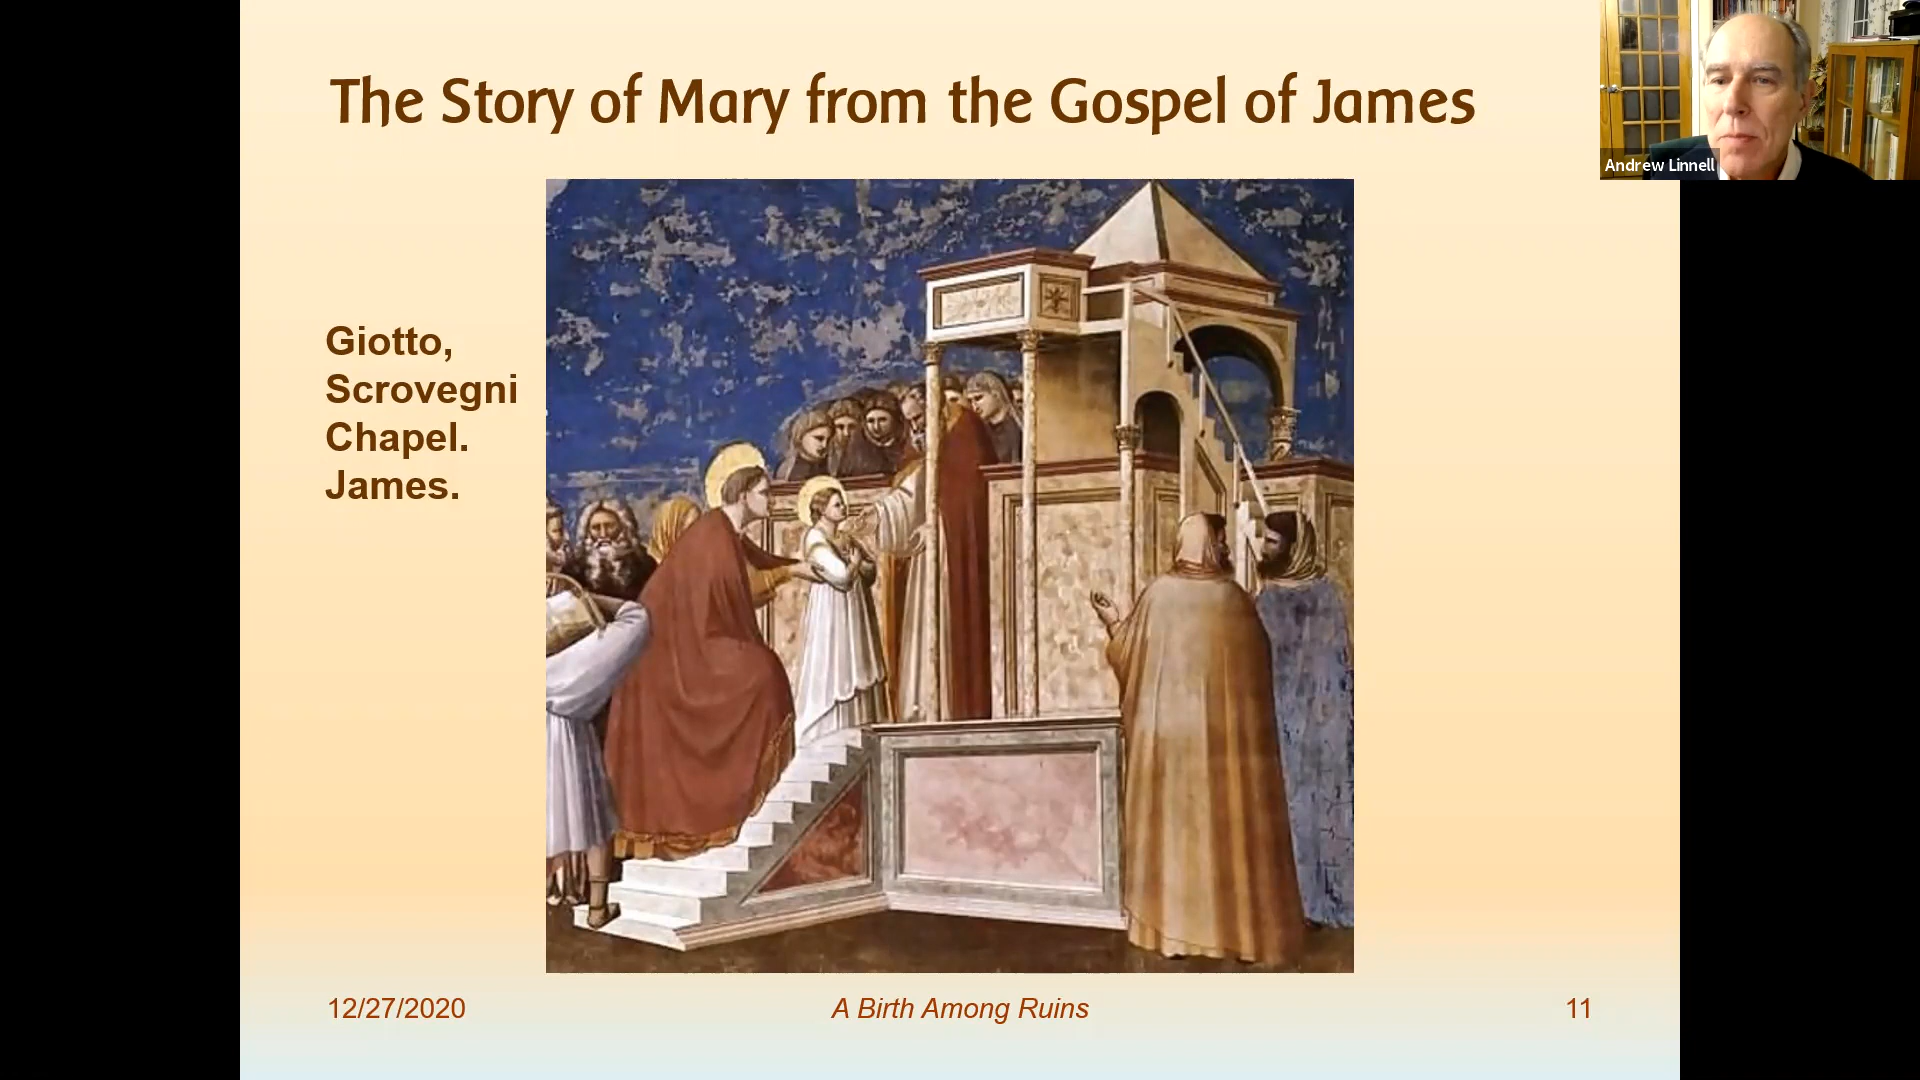 The Story of Mary from the Gospel of James
Andrew Linnell
Giotto,
Scrovegni
Chapel.
James.
12/27/2020
A Birth Among Ruins
11